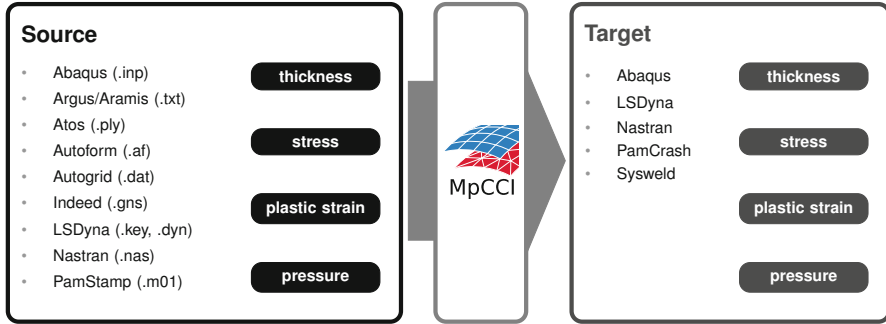 Source
• Abaqus (.inp)
• Argus/Aramis (.txt)
• Atos (.ply)
• Autoform (.af)
• Autogrid (.dat)
• Indeed (.gns)
• LSDyna (.key, .dyn)
• Nastran (.nas)
• PamStamp (.m01)
thickness
stress
plastic strain
pressure
MpCCI
Target
• Abaqus
• LSDyna
• Nastran
• PamCrash
• Sysweld
thickness
stress
plastic strain
pressure